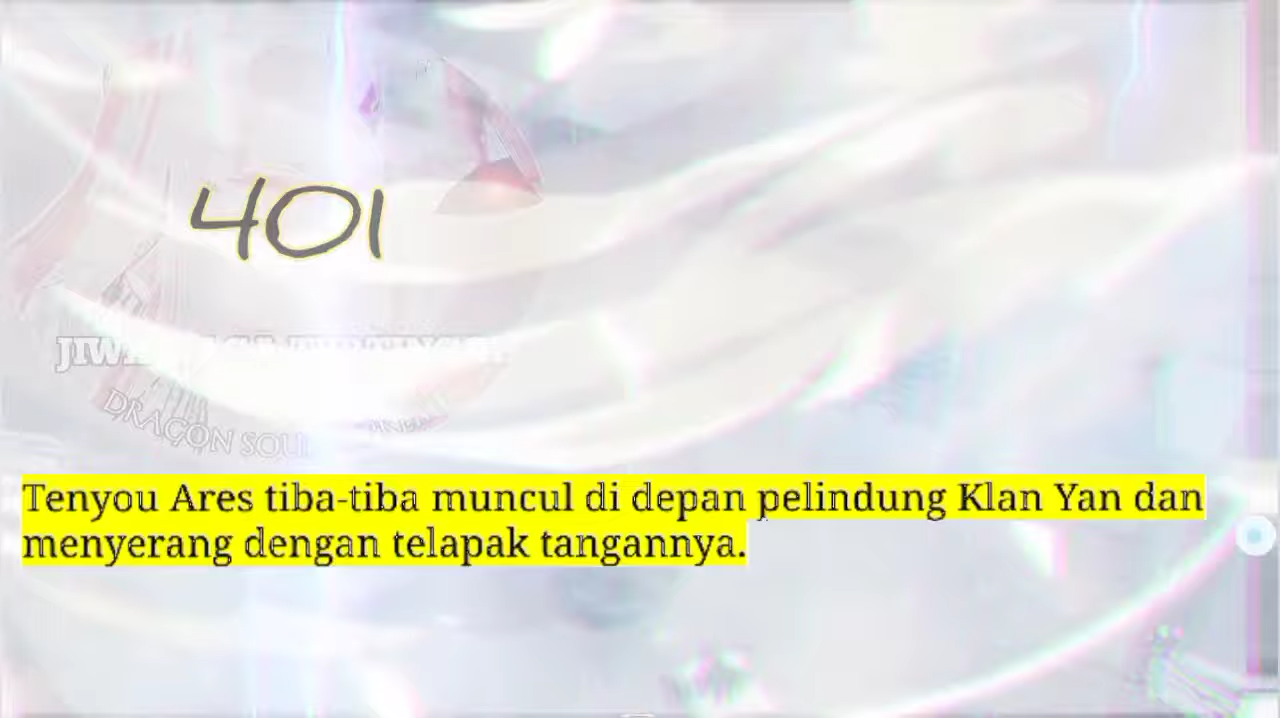 401
DRAGON SOUL
Tenyou Ares tiba-tiba muncul di depan pelindung Klan Yan dan
menyerang dengan telapak tangannya.